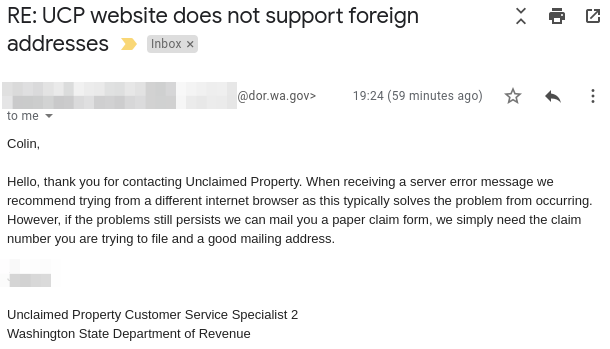 RE: UCP website does not support foreign
addresses Inbox ×
@dor.wa.gov> 19:24 (59 minutes ago)
to me
Colin,
Hello, thank you for contacting Unclaimed Property. When receiving a server error message we
recommend trying from a different internet browser as this typically solves the problem from occurring.
However, if the problems still persists we can mail you a paper claim form, we simply need the claim
number you are trying to file and a good mailing address.
Unclaimed Property Customer Service Specialist 2
Washington State Department of Revenue